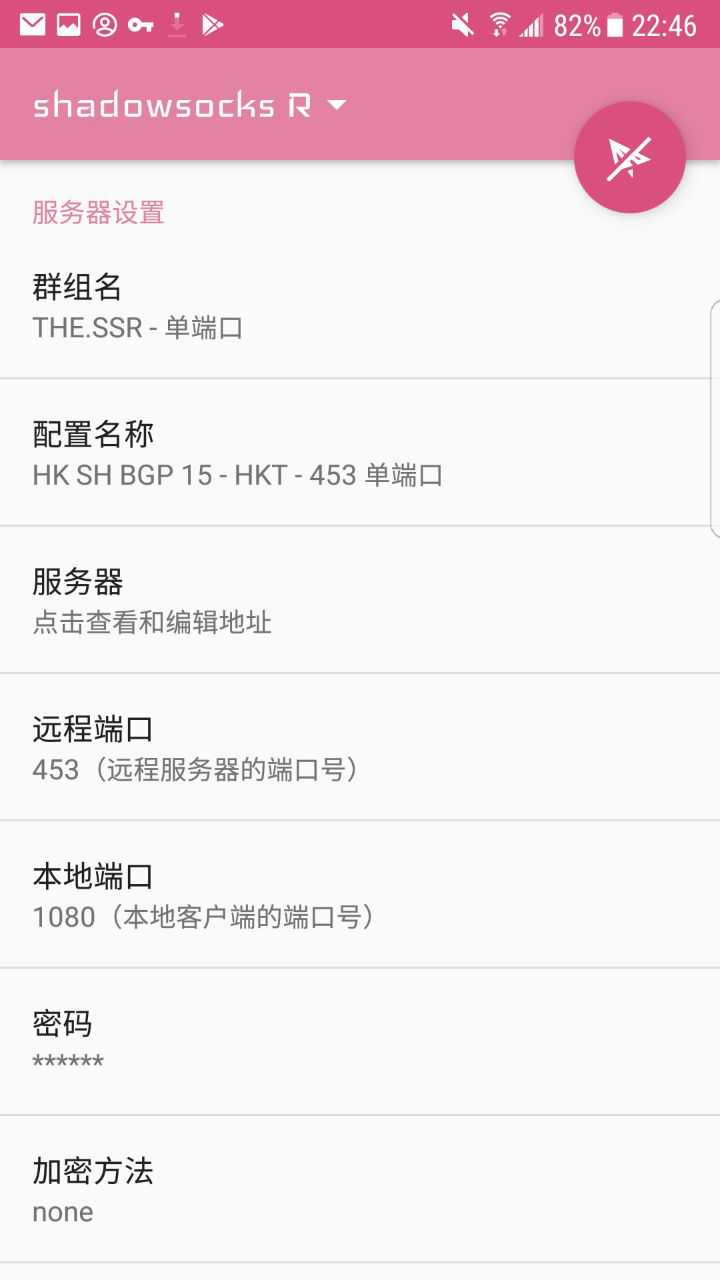 82% 22:46
shadowsocks R
服务器设置
群组名
THE.SSR - 单端口
配置名称
HK SH BGP 15 - HKT - 453 单端口
服务器
点击查看和编辑地址
远程端口
453（远程服务器的端口号）
本地端口
1080（本地客户端的端口号）
密码
******
加密方法
none